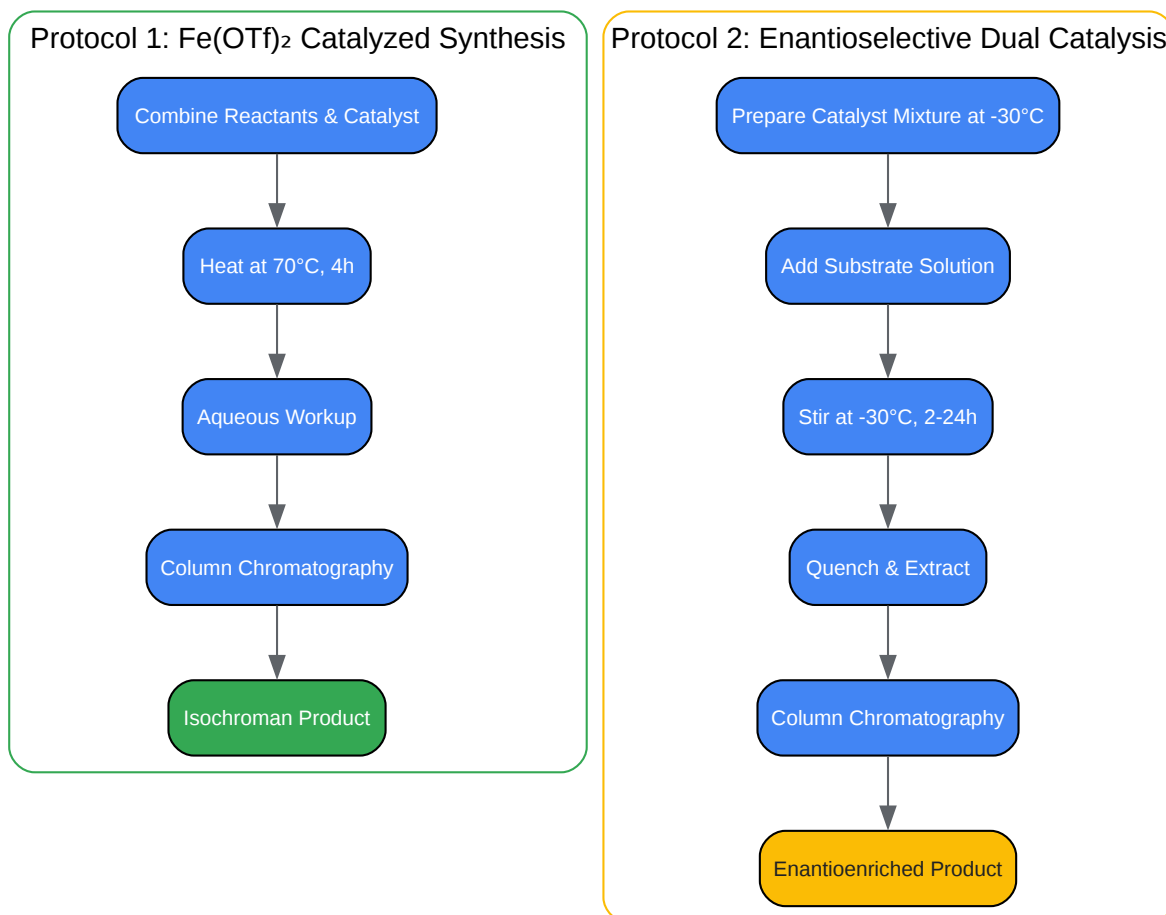 Protocol 1: Fe(OTf)₂ Catalyzed Synthesis
Combine Reactants & Catalyst
Heat at 70°C, 4h
Aqueous Workup
Column Chromatography
Isochroman Product
Protocol 2: Enantioselective Dual Catalysis
Prepare Catalyst Mixture at -30°C
Add Substrate Solution
Stir at -30°C, 2-24h
Quench & Extract
Column Chromatography
Enantioenriched Product